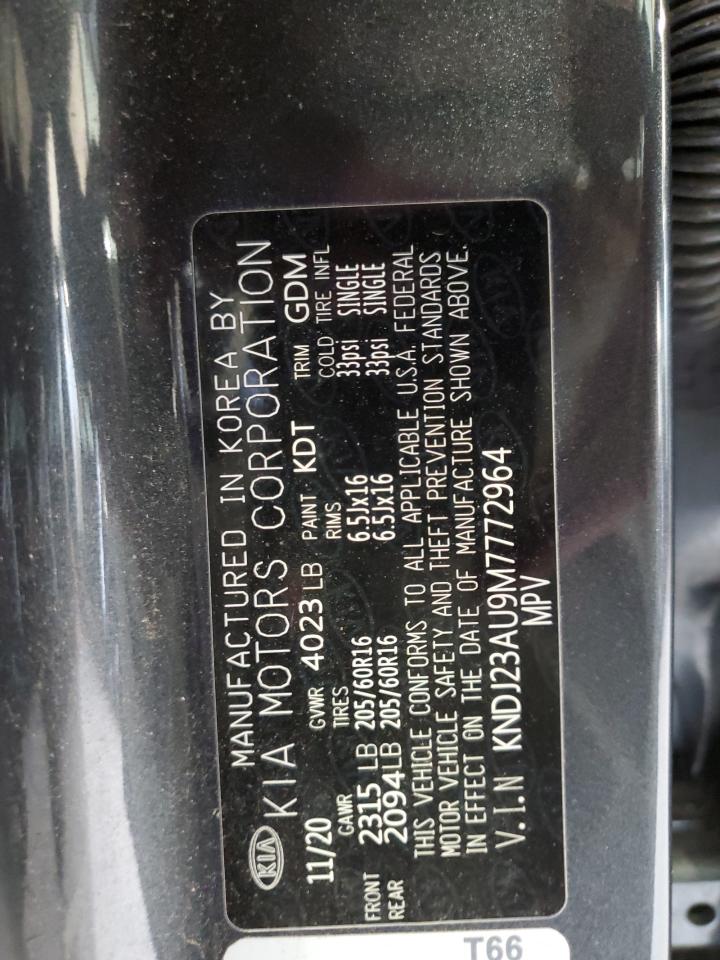 MANUFACTURED IN KOREA BY
KIA KIA MOTORS CORPORATION
11/20 GVWR 4023 LB PAINT KDT TRIM GDM
GAWR TIRES RIMS COLD TIRE INFL
FRONT 2315 LB 205/60R16 6.5Jx16 33psi SINGLE
REAR 2094LB 205/60R16 6.5Jx16 33psi SINGLE
THIS VEHICLE CONFORMS TO ALL APPLICABLE U.S.A. FEDERAL
MOTOR VEHICLE SAFETY AND THEFT PREVENTION STANDARDS
IN EFFECT ON THE DATE OF MANUFACTURE SHOWN ABOVE.
V.I.N KNDJ23AU9M7772964
MPV
T66